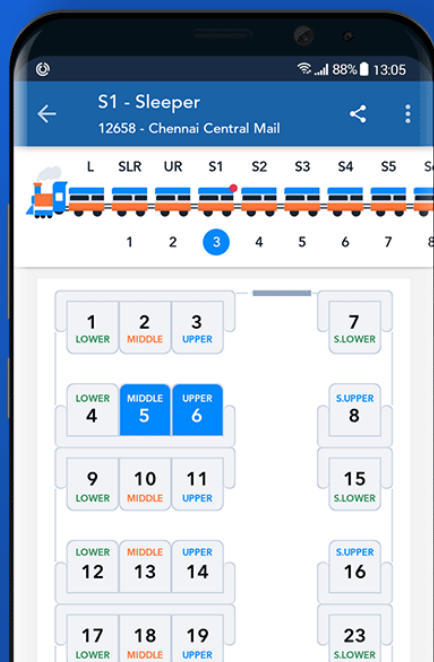 88% 13:05
S1 - Sleeper
12658 - Chennai Central Mail
L SLR UR S1 S2 S3 S4 S5
1 2 3 4 5 6 7 8
1 2 3 7
LOWER MIDDLE UPPER S.LOWER
LOWER MIDDLE UPPER S.UPPER
4 5 6 8
9 10 11 15
LOWER MIDDLE UPPER S.LOWER
LOWER MIDDLE UPPER S.UPPER
12 13 14 16
17 18 19 23
LOWER MIDDLE UPPER S.LOWER